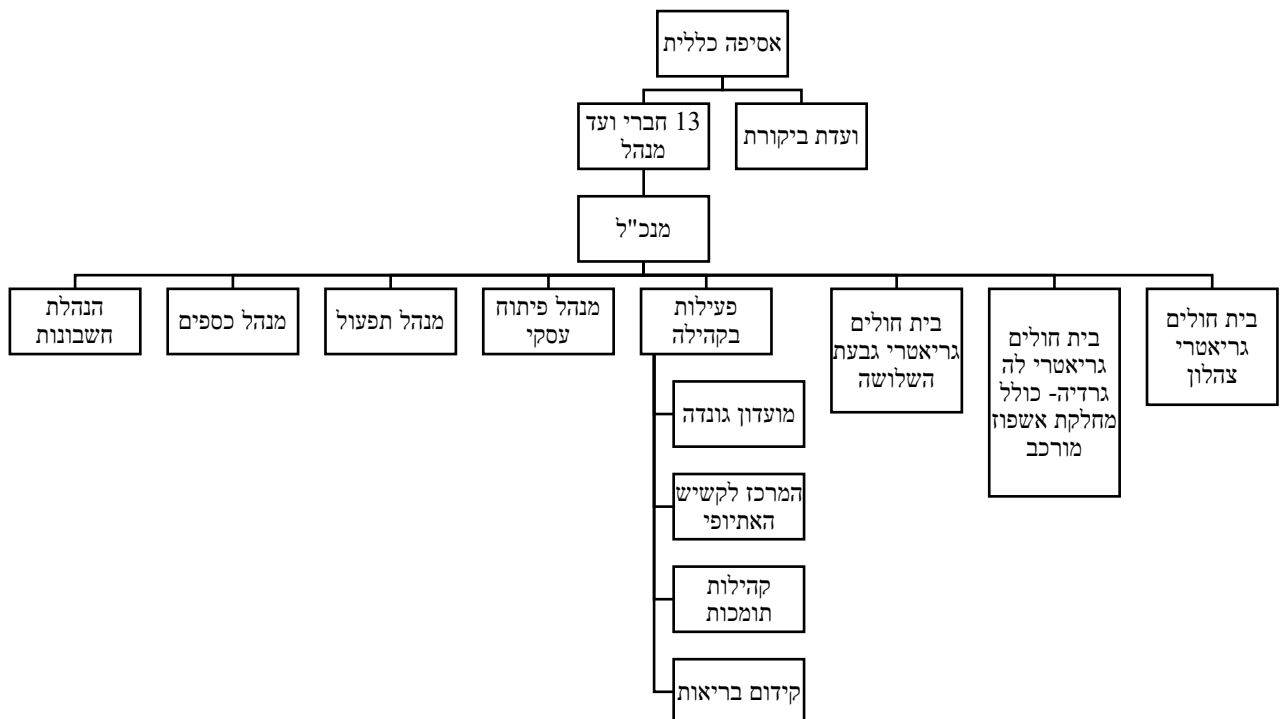 אסיפה כללית
13 חברי ועד
מנהל
ועדת ביקורת
מנכ"ל
בית חולים
גריאטרי
צהלון
בית חולים
גריאטרי לה
גרדיה- כולל
מחלקת אשפוז
מורכב
בית חולים
גריאטרי גבעת
השלושה
פעילות
בקהילה
מנהל פיתוח
עסקי
מנהל תפעול
מנהל כספים
הנהלת
חשבונות
מועדון גונדה
המרכז לקשיש
האתיופי
קהילות
תומכות
קידום בריאות